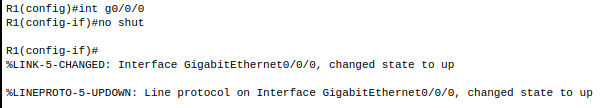 R1(config)#int g0/0/0
R1(config-if)#no shut
R1(config-if)#
%LINK-5-CHANGED: Interface GigabitEthernet0/0/0, changed state to up
%LINEPROTO-5-UPDOWN: Line protocol on Interface GigabitEthernet0/0/0, changed state to up